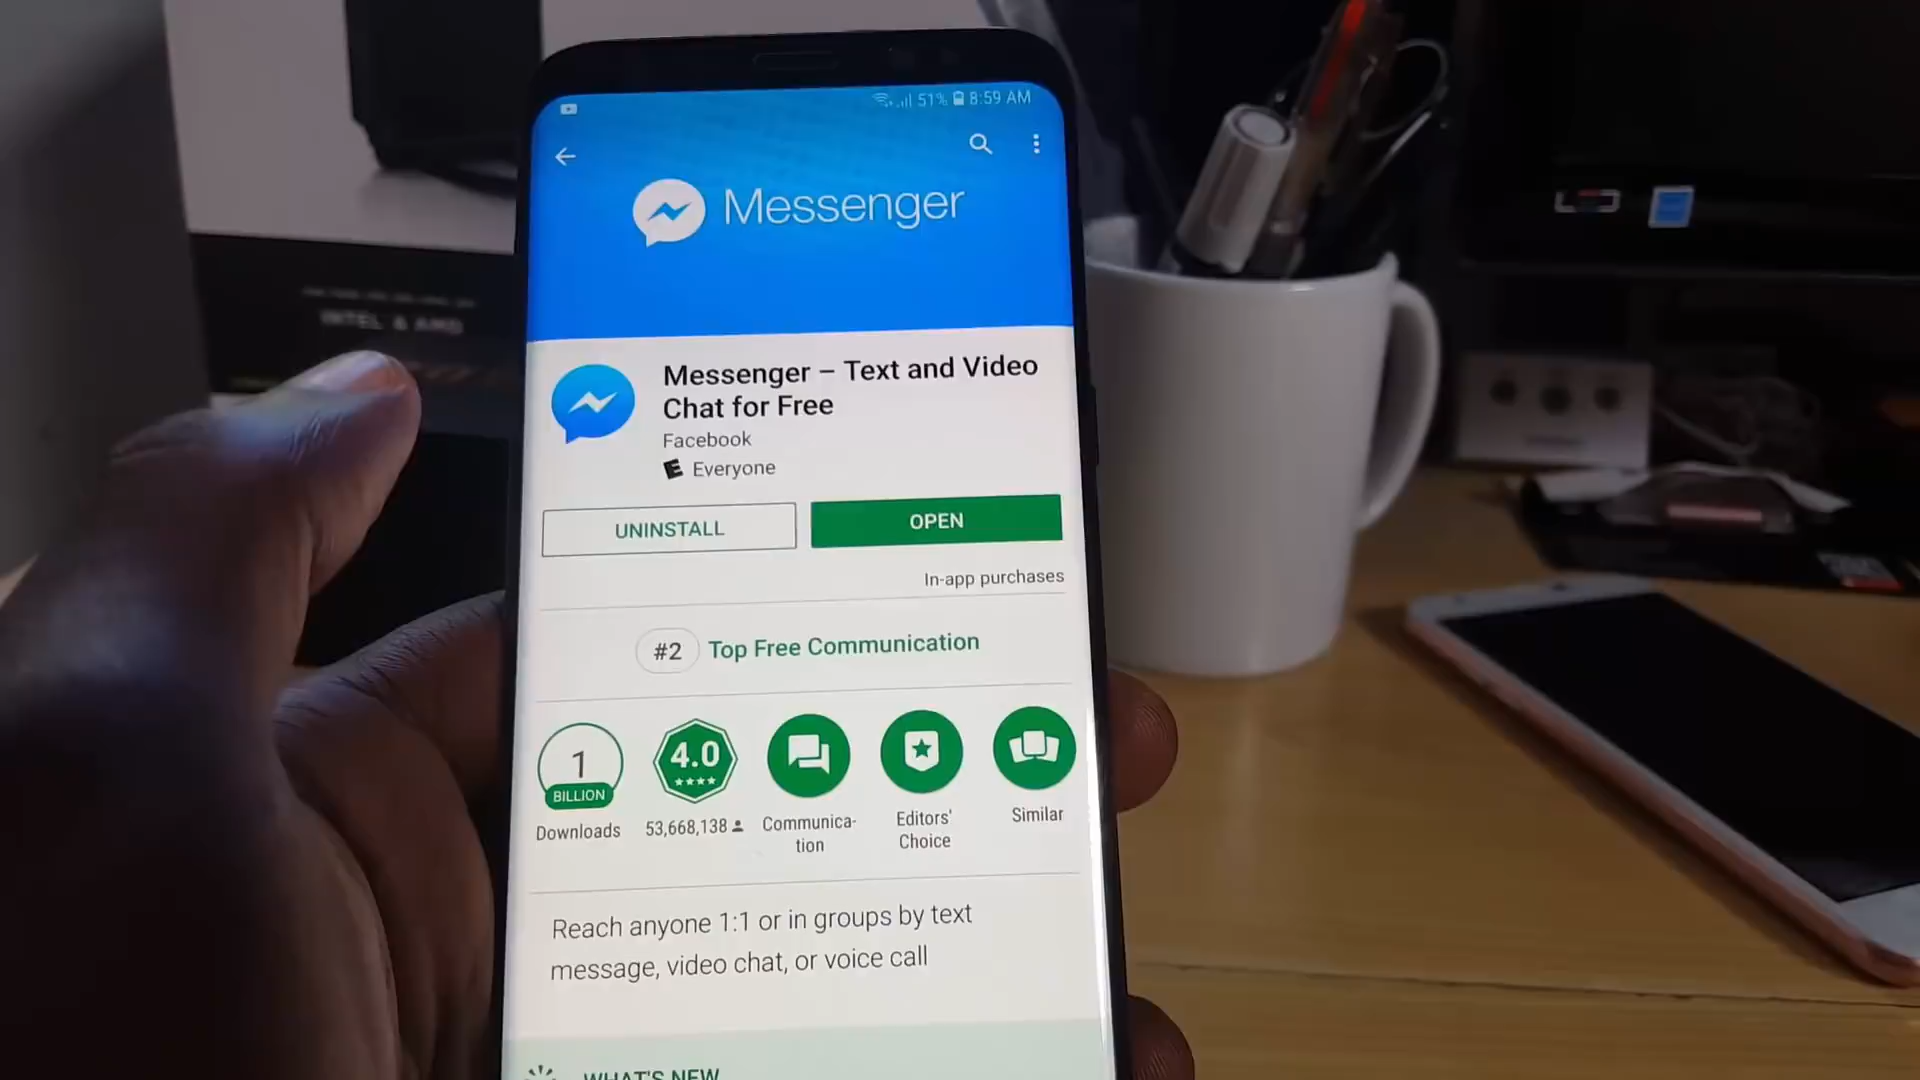 INTEL & AMD
51% 8:59 AM
Messenger
Messenger – Text and Video
Chat for Free
Facebook
E Everyone
UNINSTALL
OPEN
In-app purchases
#2 Top Free Communication
1
BILLION
Downloads
4.0
53,668,138
Communica-
tion
Editors'
Choice
Similar
Reach anyone 1:1 or in groups by text
message, video chat, or voice call
WHAT'S NEW